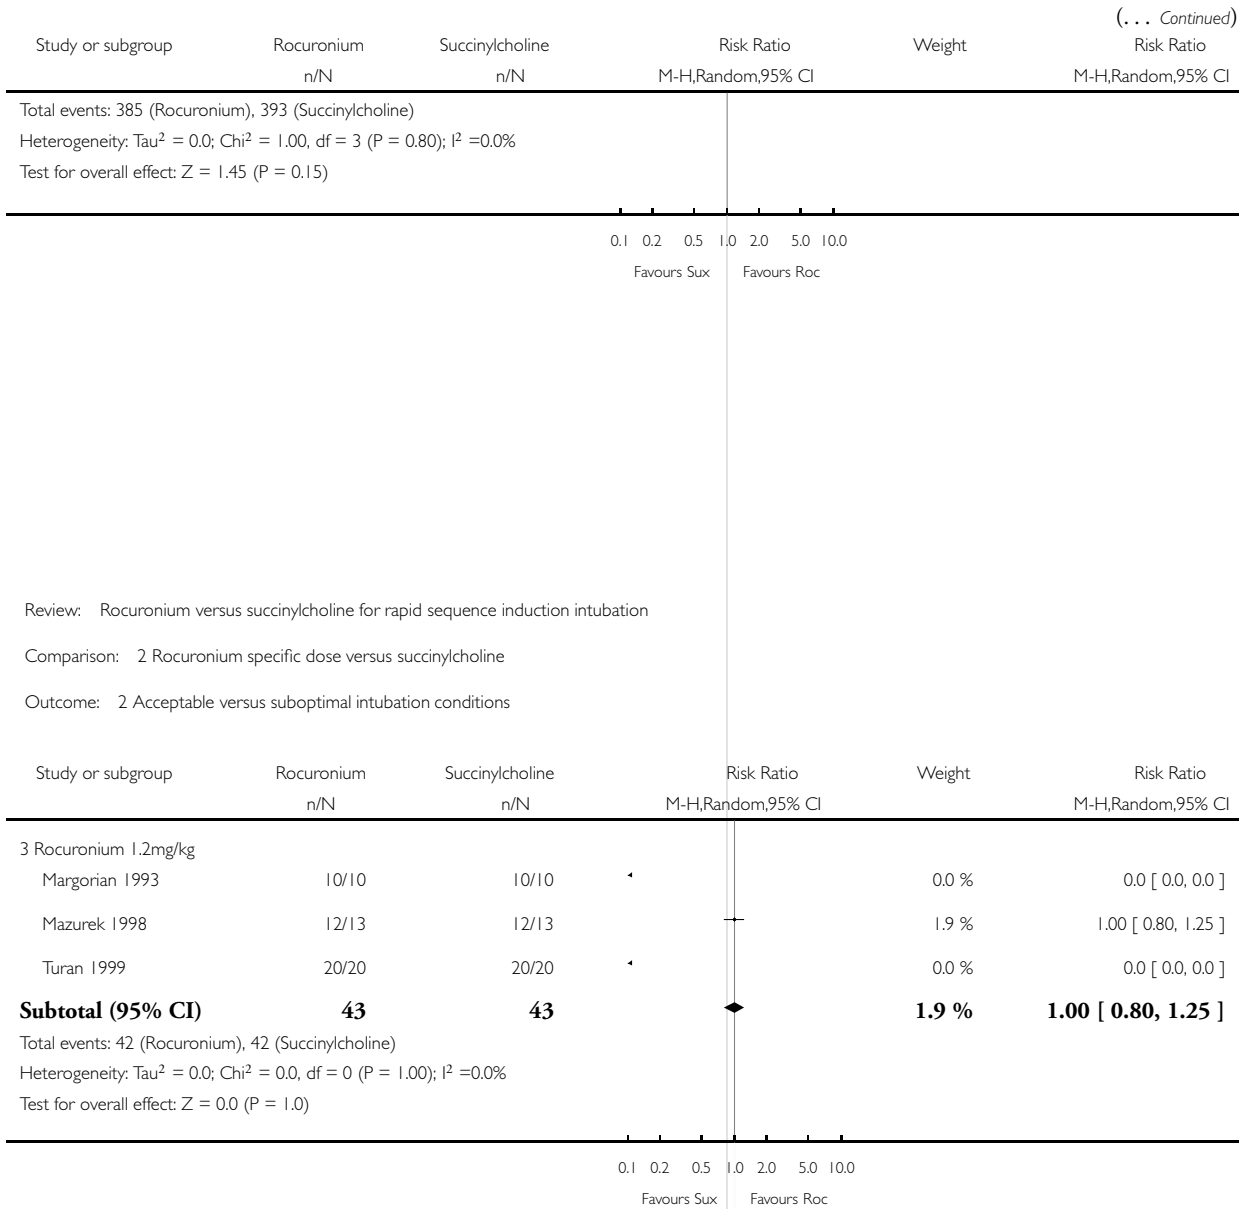 (... Continued)
Study or subgroup Rocuronium Succinylcholine Risk Ratio Weight Risk Ratio
n/N n/N M-H,Random,95% CI M-H,Random,95% CI
Total events: 385 (Rocuronium), 393 (Succinylcholine)
Heterogeneity: Tau² = 0.0; Chi² = 1.00, df = 3 (P = 0.80); I² =0.0%
Test for overall effect: Z = 1.45 (P = 0.15)
0.1 0.2 0.5 1.0 2.0 5.0 10.0
Favours Sux Favours Roc
Review: Rocuronium versus succinylcholine for rapid sequence induction intubation
Comparison: 2 Rocuronium specific dose versus succinylcholine
Outcome: 2 Acceptable versus suboptimal intubation conditions
Study or subgroup Rocuronium Succinylcholine Risk Ratio Weight Risk Ratio
n/N n/N M-H,Random,95% CI M-H,Random,95% CI
3 Rocuronium 1.2mg/kg
Margorian 1993 10/10 10/10 0.0 % 0.0 [ 0.0, 0.0 ]
Mazurek 1998 12/13 12/13 1.9 % 1.00 [ 0.80, 1.25 ]
Turan 1999 20/20 20/20 0.0 % 0.0 [ 0.0, 0.0 ]
Subtotal (95% CI) 43 43 1.9 % 1.00 [ 0.80, 1.25 ]
Total events: 42 (Rocuronium), 42 (Succinylcholine)
Heterogeneity: Tau² = 0.0; Chi² = 0.0, df = 0 (P = 1.00); I² =0.0%
Test for overall effect: Z = 0.0 (P = 1.0)
0.1 0.2 0.5 1.0 2.0 5.0 10.0
Favours Sux Favours Roc